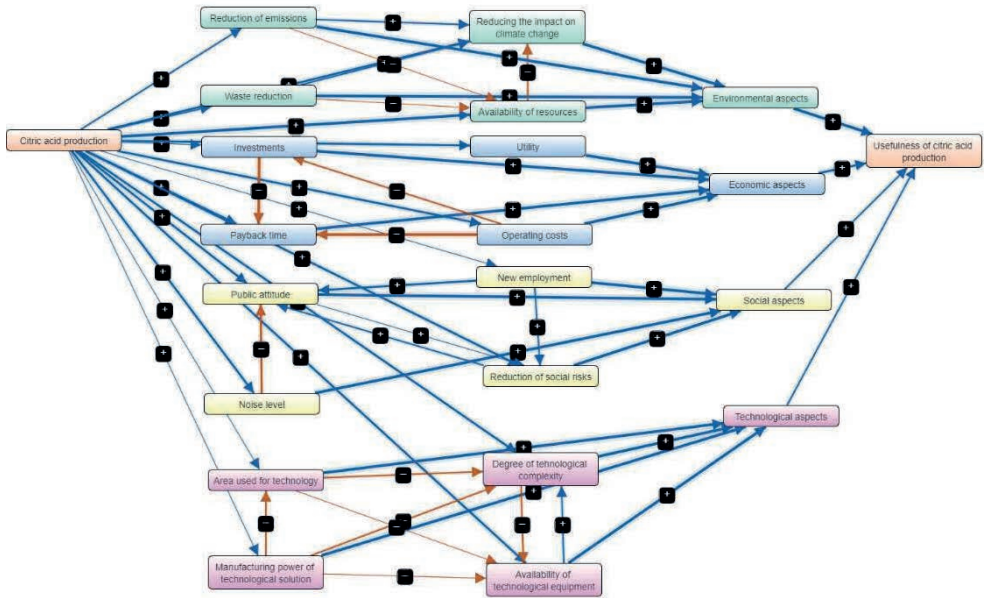 Reduction of emissions
Reducing the impact on
climate change
Waste reduction
Availability of resources
Environmental aspects
Citric acid production
Investments
Utility
Usefulness of citric acid
production
Economic aspects
Payback time
Operating costs
New employment
Public attitude
Social aspects
Reduction of social risks
Noise level
Technological aspects
Area used for technology
Degree of tehnological
complexity
Manufacturing power of
technological solution
Availability of
technological equipment